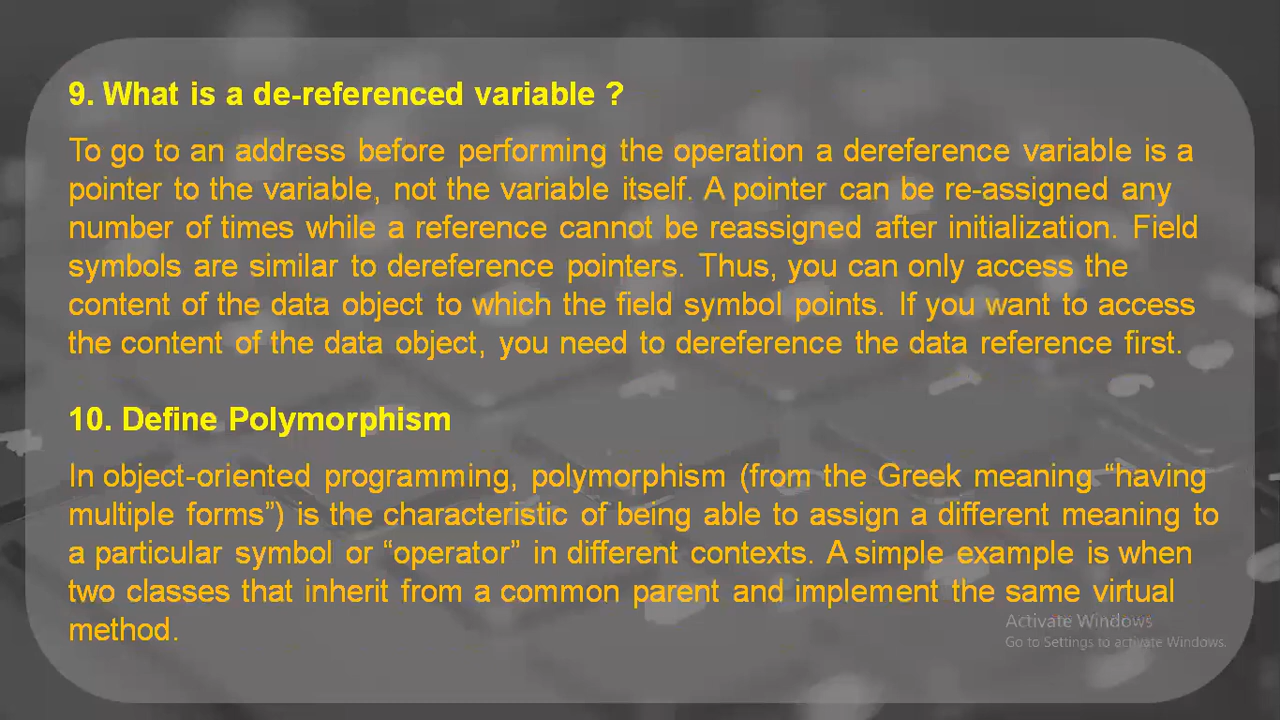 9. What is a de-referenced variable ?
To go to an address before performing the operation a dereference variable is a
pointer to the variable, not the variable itself. A pointer can be re-assigned any
number of times while a reference cannot be reassigned after initialization. Field
symbols are similar to dereference pointers. Thus, you can only access the
content of the data object to which the field symbol points. If you want to access
the content of the data object, you need to dereference the data reference first.
10. Define Polymorphism
In object-oriented programming, polymorphism (from the Greek meaning “having
multiple forms”) is the characteristic of being able to assign a different meaning to
a particular symbol or “operator” in different contexts. A simple example is when
two classes that inherit from a common parent and implement the same virtual
method.
Activate Windows
Go to Settings to activate Windows.